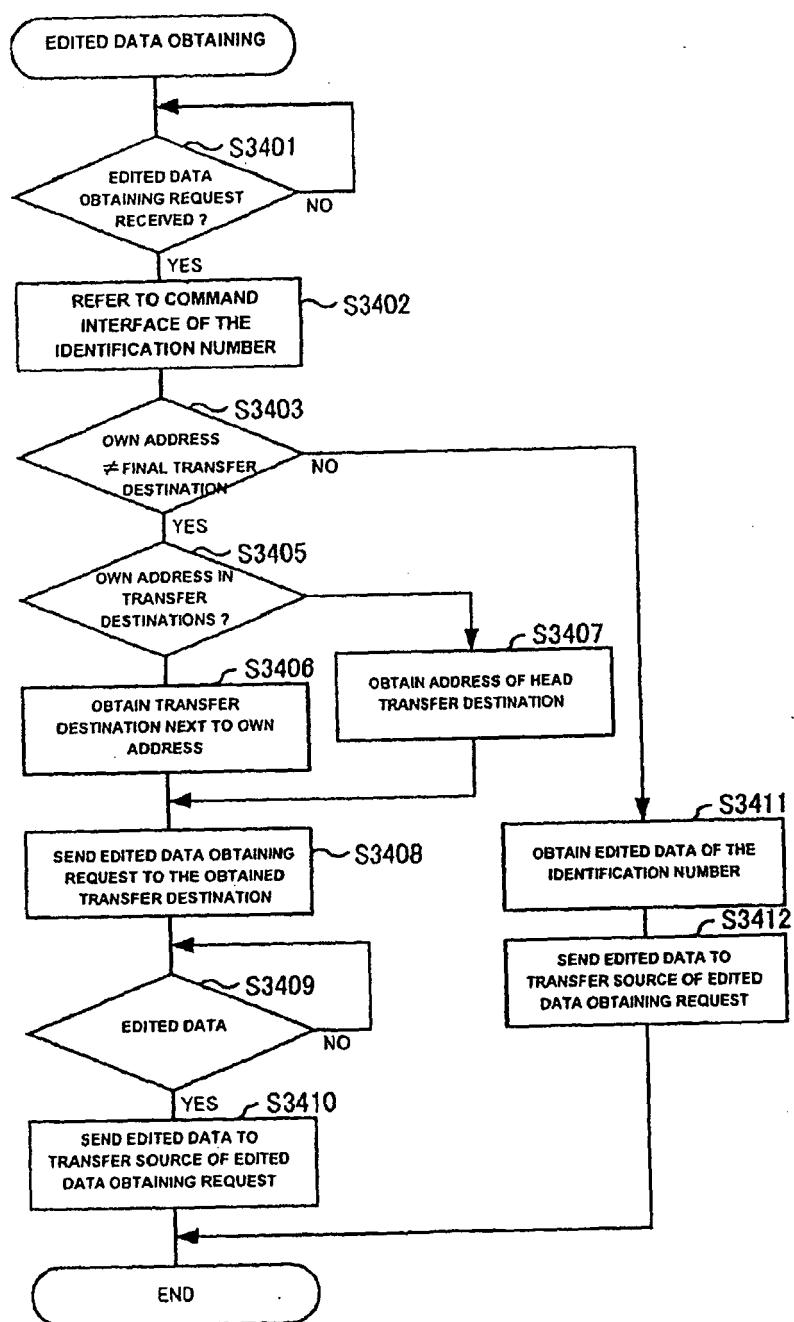 EDITED DATA OBTAINING
S3401
EDITED DATA
OBTAINING REQUEST
RECEIVED ?
NO
YES
REFER TO COMMAND
INTERFACE OF THE
IDENTIFICATION NUMBER
S3402
S3403
OWN ADDRESS
≠ FINAL TRANSFER
DESTINATION
NO
YES
S3405
OWN ADDRESS IN
TRANSFER
DESTINATIONS ?
S3406
OBTAIN TRANSFER
DESTINATION NEXT TO OWN
ADDRESS
S3407
OBTAIN ADDRESS OF HEAD
TRANSFER DESTINATION
SEND EDITED DATA OBTAINING
REQUEST TO THE OBTAINED
TRANSFER DESTINATION
S3408
S3411
OBTAIN EDITED DATA OF THE
IDENTIFICATION NUMBER
S3412
SEND EDITED DATA TO
TRANSFER SOURCE OF EDITED
DATA OBTAINING REQUEST
S3409
EDITED DATA
NO
YES
S3410
SEND EDITED DATA TO
TRANSFER SOURCE OF EDITED
DATA OBTAINING REQUEST
END